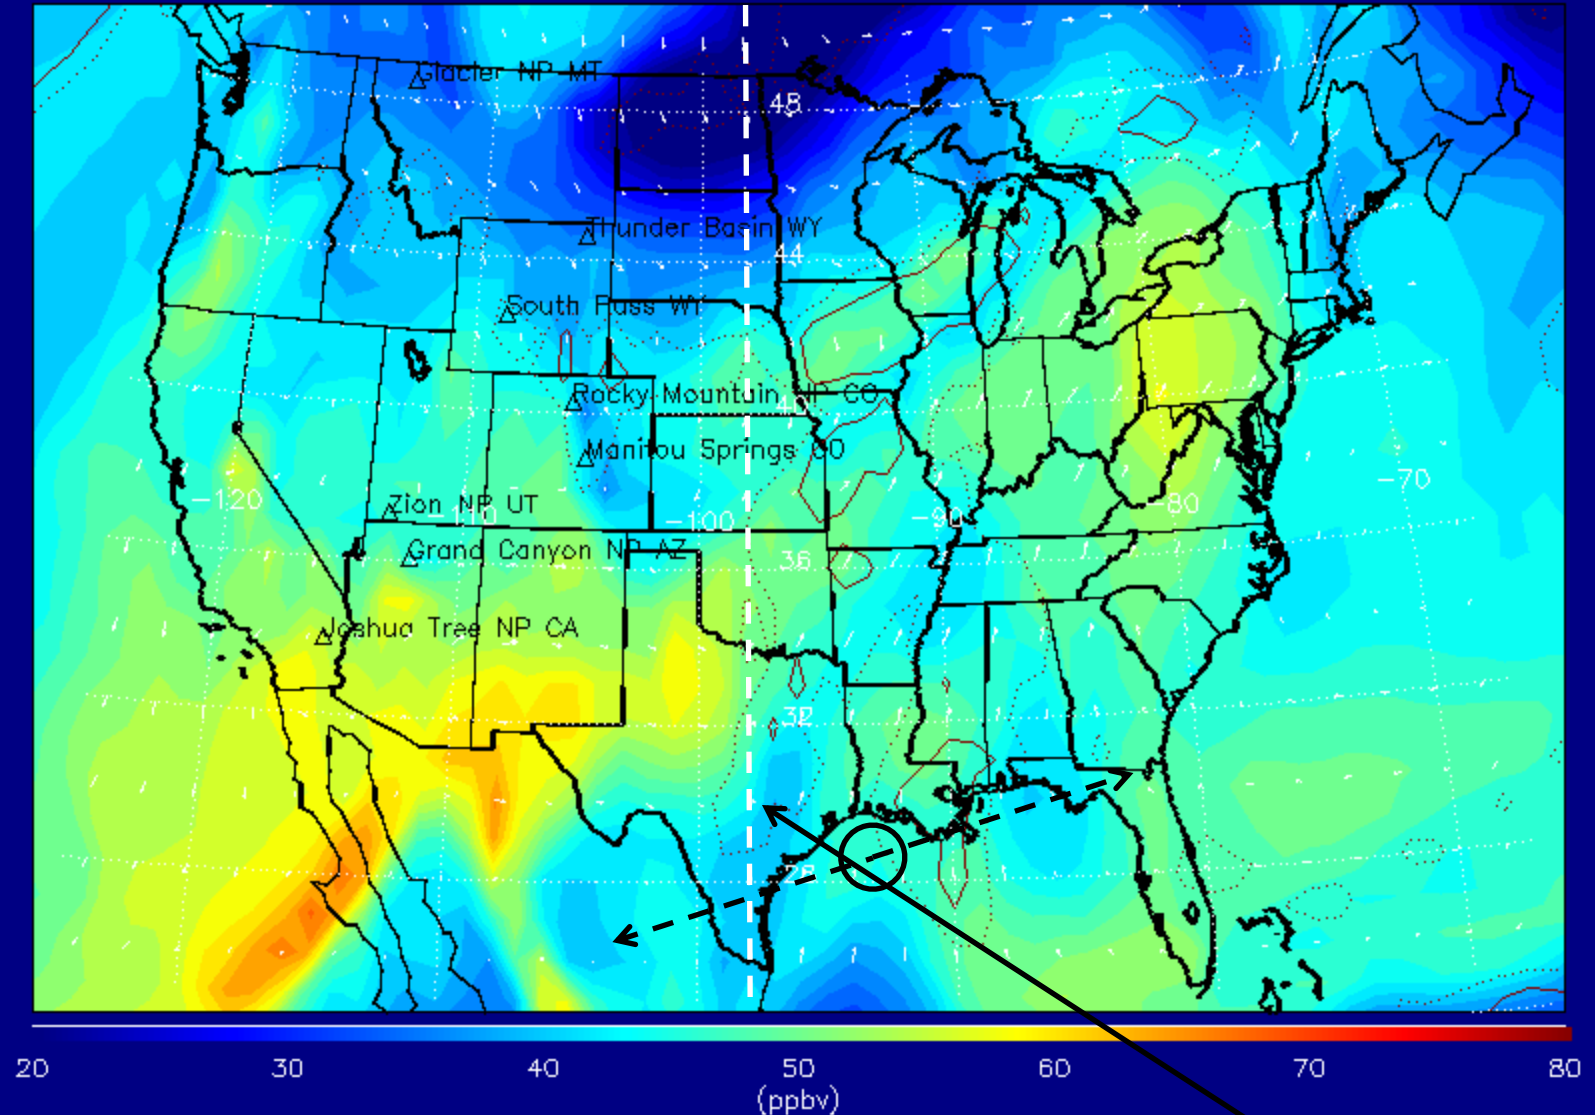 Glacier NP MT
48
Thunder Basin WY
44
South Pass WY
Rocky Mountain NP CO
40
Manitou Springs CO
-120
-110
-100
-90
-80
-70
Zion NP UT
Grand Canyon NP AZ
36
Joshua Tree NP CA
32
28
20 30 40 50 60 70 80
(ppbv)